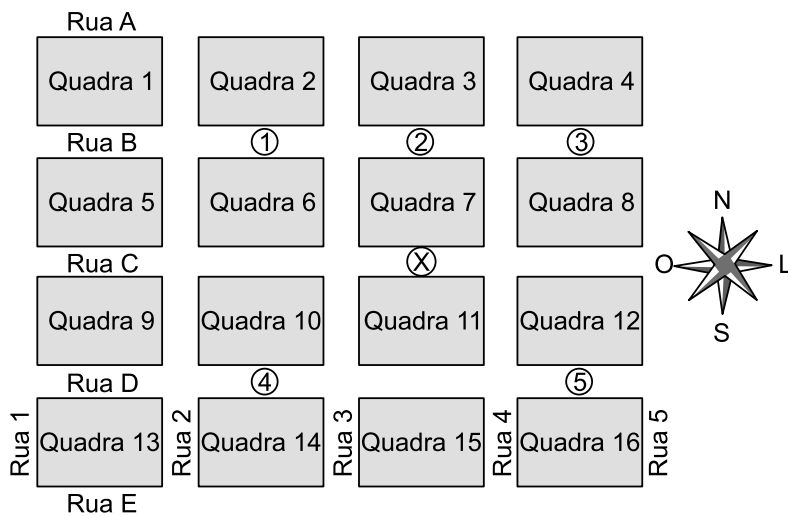 Rua A
Quadra 1 Quadra 2 Quadra 3 Quadra 4
Rua B 1 2 3
Quadra 5 Quadra 6 Quadra 7 Quadra 8
N
Rua C X O L
S
Quadra 9 Quadra 10 Quadra 11 Quadra 12
Rua D 4 5
Rua 1 Quadra 13 Rua 2 Quadra 14 Rua 3 Quadra 15 Rua 4 Quadra 16 Rua 5
Rua E